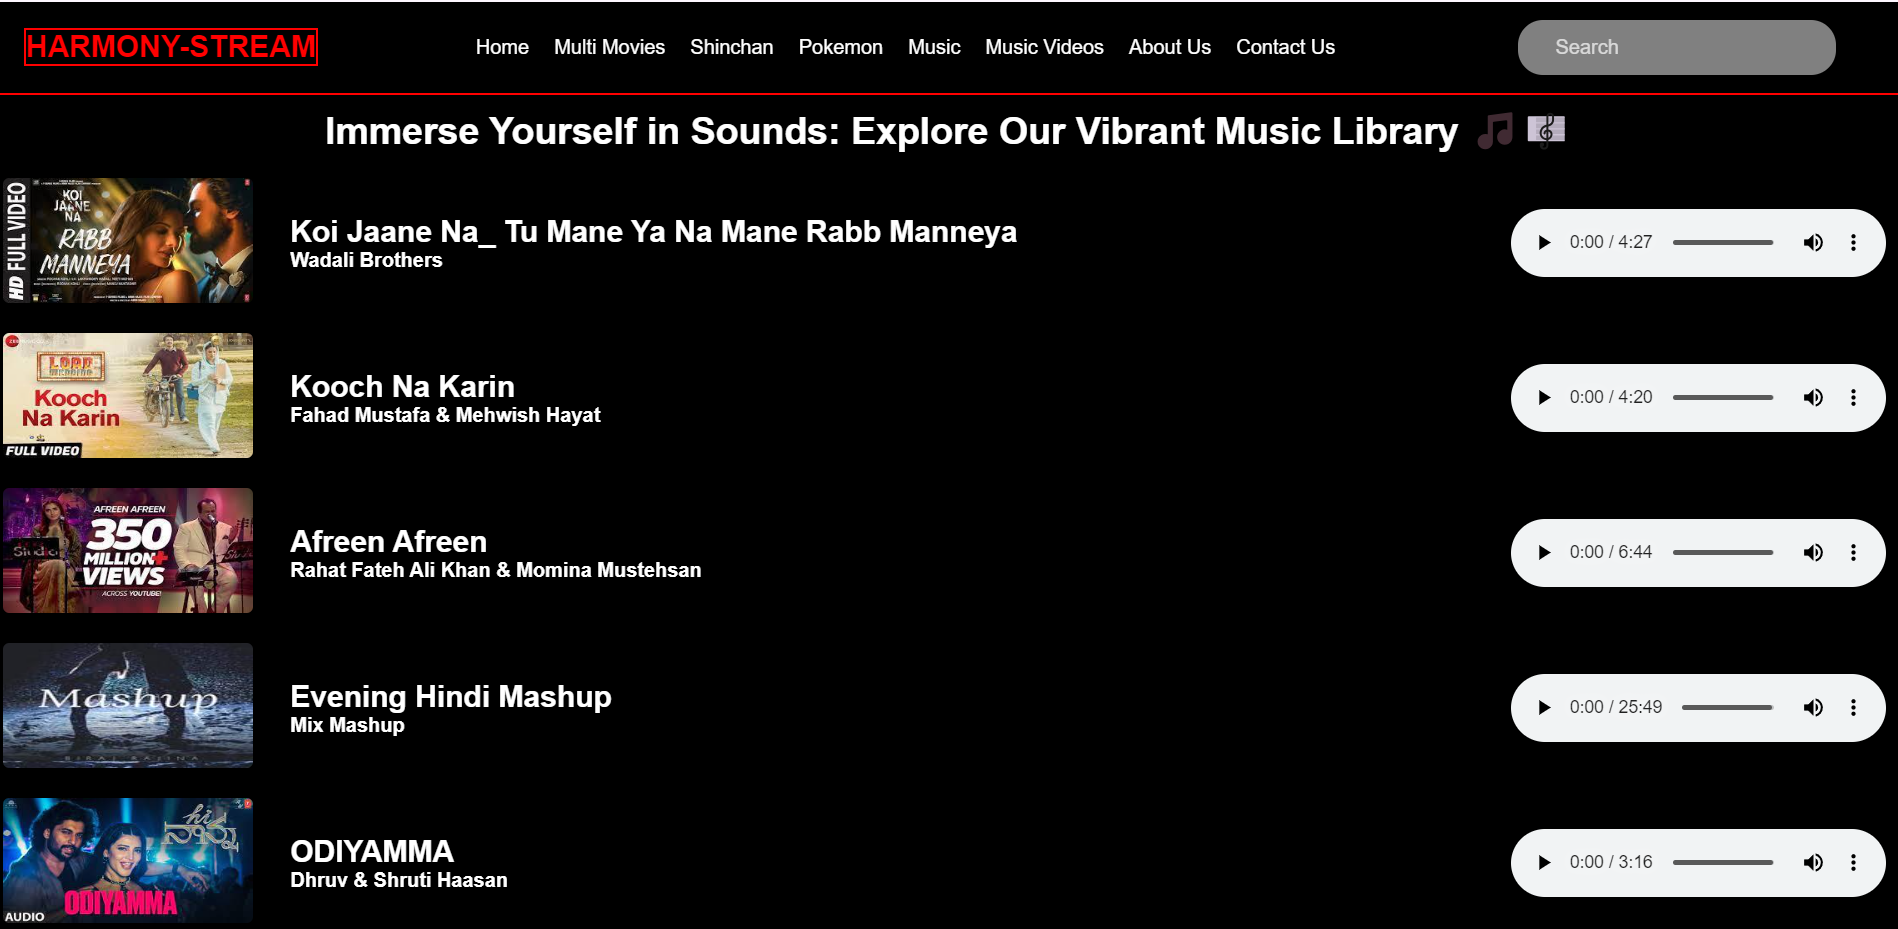 HARMONY-STREAM
Home Multi Movies Shinchan Pokemon Music Music Videos About Us Contact Us
Search
Immerse Yourself in Sounds: Explore Our Vibrant Music Library
HD FULL VIDEO
KOI
JAANE
NA
RABB
MANNEYA
Koi Jaane Na_ Tu Mane Ya Na Mane Rabb Manneya
Wadali Brothers
0:00 / 4:27
LOAD
WEDDING
Kooch
Na Karin
FULL VIDEO
Kooch Na Karin
Fahad Mustafa & Mehwish Hayat
0:00 / 4:20
AFREEN AFREEN
350
MILLION+
VIEWS
ACROSS YOUTUBE!
Studio
Afreen Afreen
Rahat Fateh Ali Khan & Momina Mustehsan
0:00 / 6:44
Mashup
Evening Hindi Mashup
Mix Mashup
0:00 / 25:49
hi
ನಾನ್ನ
ODIYAMMA
AUDIO
ODIYAMMA
Dhruv & Shruti Haasan
0:00 / 3:16